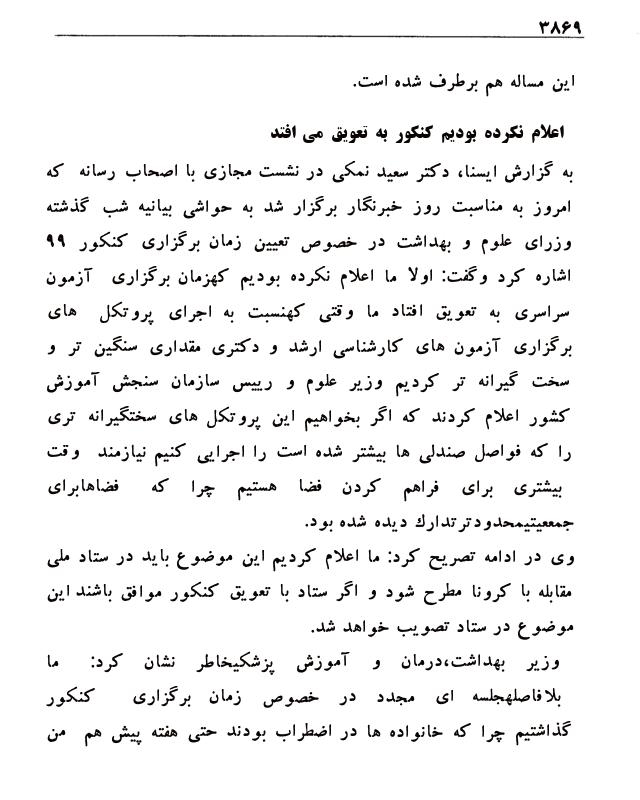 ۳۸۶۹
این مساله هم برطرف شده است.
اعلام نکرده بودیم کنکور به تعویق می افتد
به گزارش ایسنا، دکتر سعید نمکی در نشست مجازی با اصحاب رسانه که
امروز به مناسبت روز خبرنگار برگزار شد به حواشی بیانیه شب گذشته
وزرای علوم و بهداشت در خصوص تعیین زمان برگزاری کنکور ۹۹
اشاره کرد وگفت: اولا ما اعلام نکرده بودیم کهزمان برگزاری آزمون
سراسری به تعویق افتاد ما وقتی کهنسبت به اجرای پروتکل های
برگزاری آزمون های کارشناسی ارشد و دکتری مقداری سنگین تر و
سخت گیرانه تر کردیم وزیر علوم و رییس سازمان سنجش آموزش
کشور اعلام کردند که اگر بخواهیم این پروتکل های سختگیرانه تری
را که فواصل صندلی ها بیشتر شده است را اجرایی کنیم نیازمند وقت
بیشتری برای فراهم کردن فضا هستیم چرا که فضاهابرای
جمععیتیمحدودترتدارك دیده شده بود.
وی در ادامه تصریح کرد: ما اعلام کردیم این موضوع باید در ستاد ملی
مقابله با کرونا مطرح شود و اگر ستاد با تعویق کنکور موافق باشند این
موضوع در ستاد تصویب خواهد شد.
وزیر بهداشت،درمان و آموزش پزشکیخاطر نشان کرد: ما
بلافاصلهجلسه ای مجدد در خصوص زمان برگزاری کنکور
گذاشتیم چرا که خانواده ها در اضطراب بودند حتی هفته پیش هم من